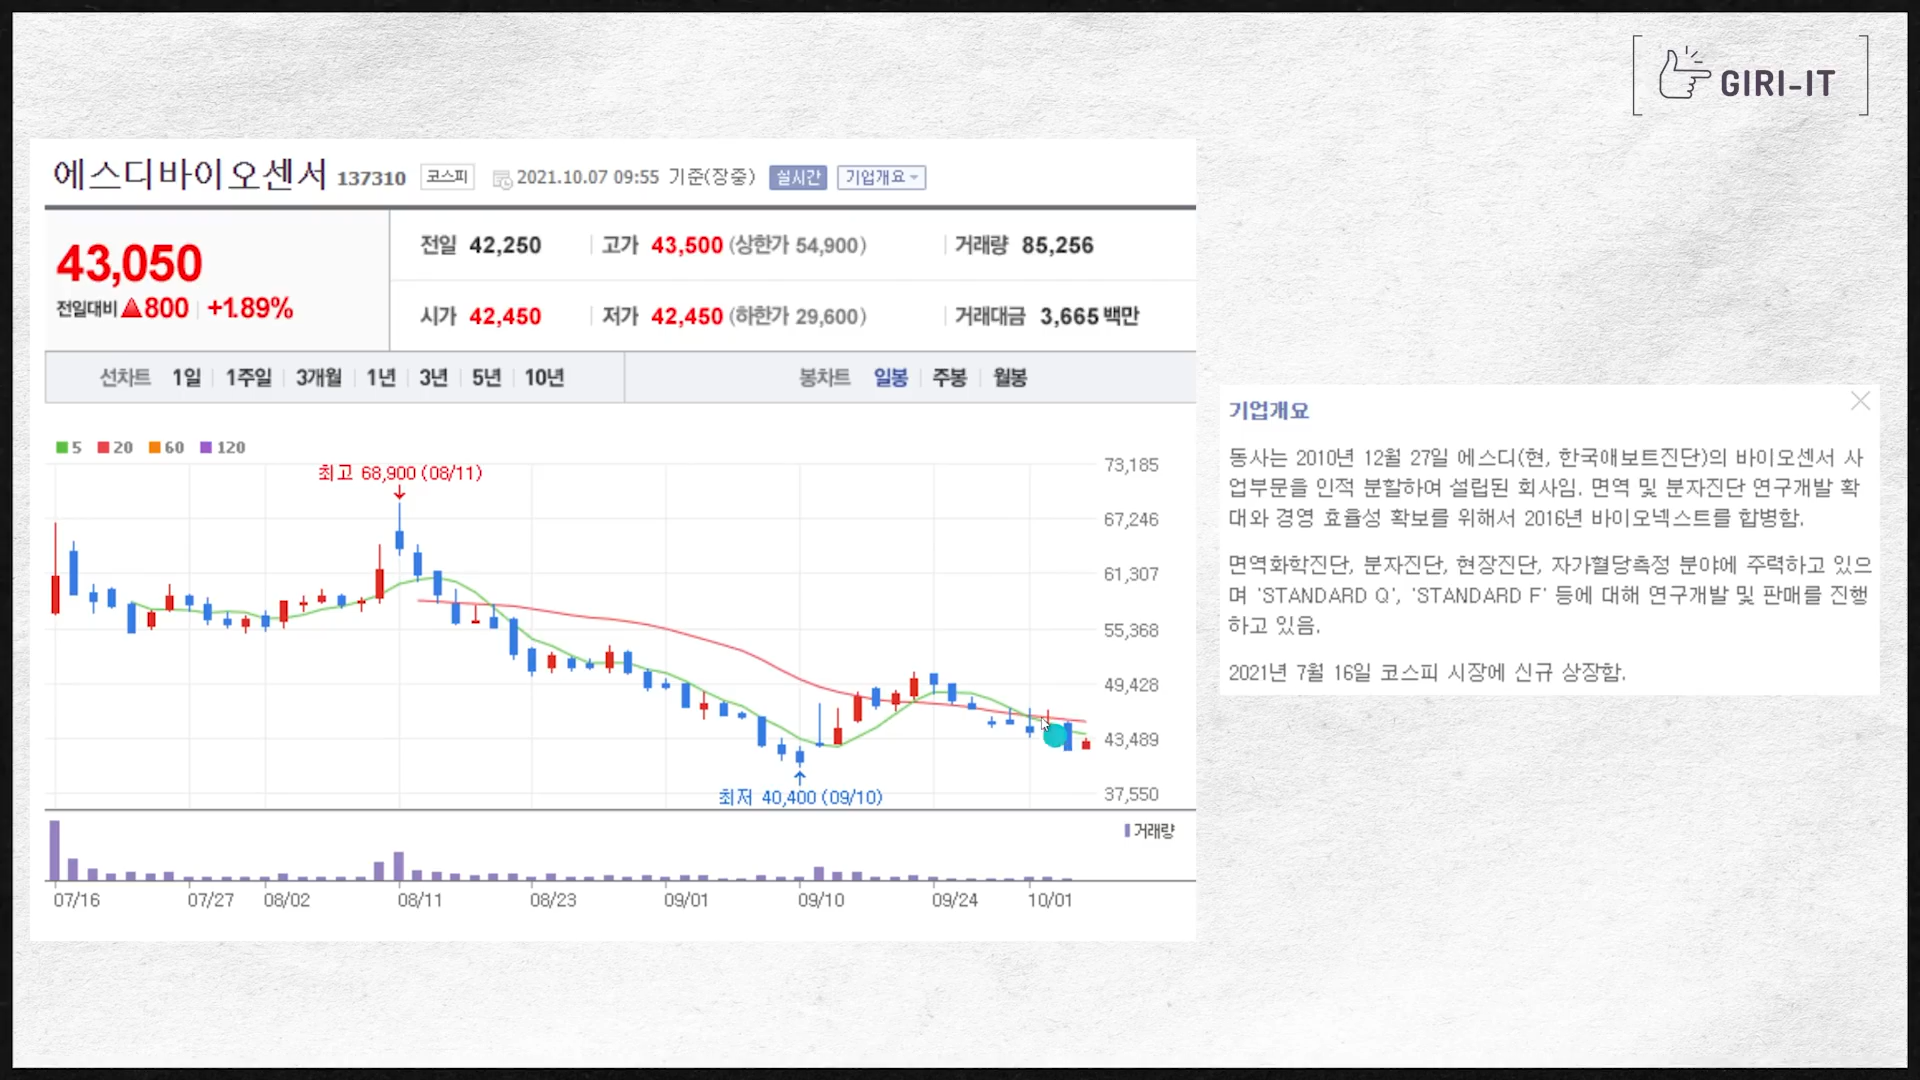 GIRI-IT
에스디바이오센서 137310 코스피 2021.10.07 09:55 기준(장중) 실시간 기업개요
43,050
전일대비 ▲800 +1.89%
전일 42,250 고가 43,500 (상한가 54,900) 거래량 85,256
시가 42,450 저가 42,450 (하한가 29,600) 거래대금 3,665 백만
선차트 1일 1주일 3개월 1년 3년 5년 10년 봉차트 일봉 주봉 월봉
5 20 60 120
최고 68,900 (08/11)
73,185
67,246
61,307
55,368
49,428
43,489
37,550
최저 40,400 (09/10)
거래량
07/16 07/27 08/02 08/11 08/23 09/01 09/10 09/24 10/01
기업개요
동사는 2010년 12월 27일 에스디(현, 한국애보트진단)의 바이오센서 사
업부문을 인적 분할하여 설립된 회사임. 면역 및 분자진단 연구개발 확
대와 경영 효율성 확보를 위해서 2016년 바이오넥스트를 합병함.
면역화학진단, 분자진단, 현장진단, 자가혈당측정 분야에 주력하고 있으
며 'STANDARD Q', 'STANDARD F' 등에 대해 연구개발 및 판매를 진행
하고 있음.
2021년 7월 16일 코스피 시장에 신규 상장함.